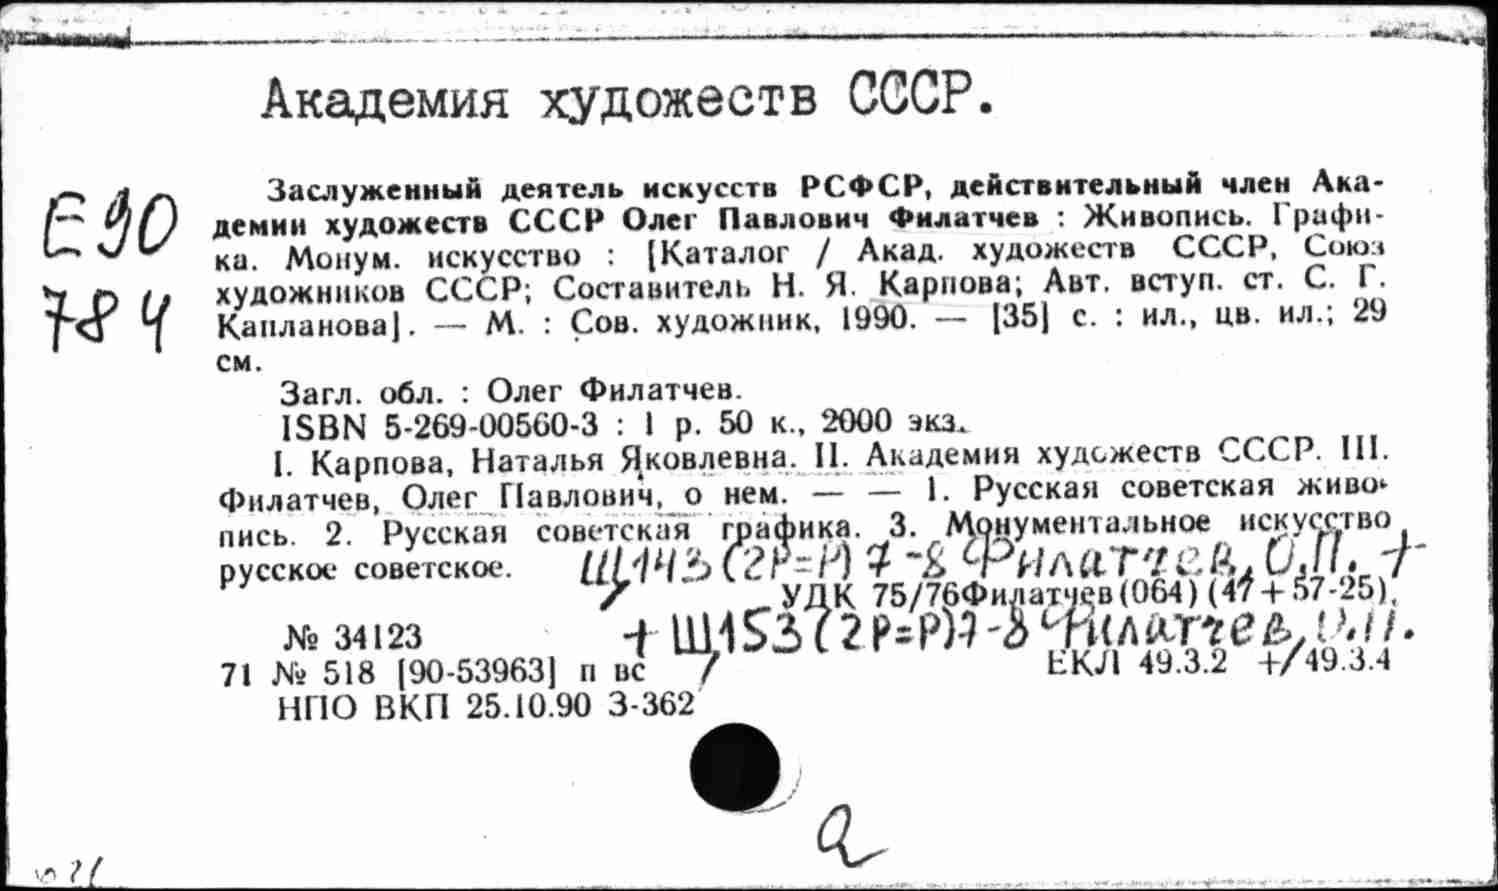 Академия художеств СССР.
Заслуженный деятель искусств РСФСР, действительный член Ака-
демии художеств СССР Олег Павлович Филатчев : Живопись. Графи-
ка. Монум. искусство : [Каталог / Акад. художеств СССР, Союз
художников СССР; Составитель Н. Я. Карпова; Авт. вступ. ст. С. Г.
Капланова]. — М. : Сов. художник, 1990. — [35] с. : ил., цв. ил.; 29
см.
Е90
784
Загл. обл. : Олег Филатчев.
ISBN 5-269-00560-3 : 1 р. 50 к., 2000 экз.
I. Карпова, Наталья Яковлевна. II. Академия художеств СССР. III.
Филатчев, Олег Павлович, о нем. — — 1. Русская советская живо-
пись. 2. Русская советская графика. 3. Монументальное искусство
русское советское.
Щ143(2Р=Р)7-8 Филатчев, О.П. +
УДК 75/76Филатчев(064)(47+57-25).
+ Щ153(2Р=Р)7-8 Филатчев, О.П.
№ 34123
71 № 518 [90-53963] п вс
ЕКЛ 49.3.2 +/49.3.4
НПО ВКП 25.10.90 З-362
а